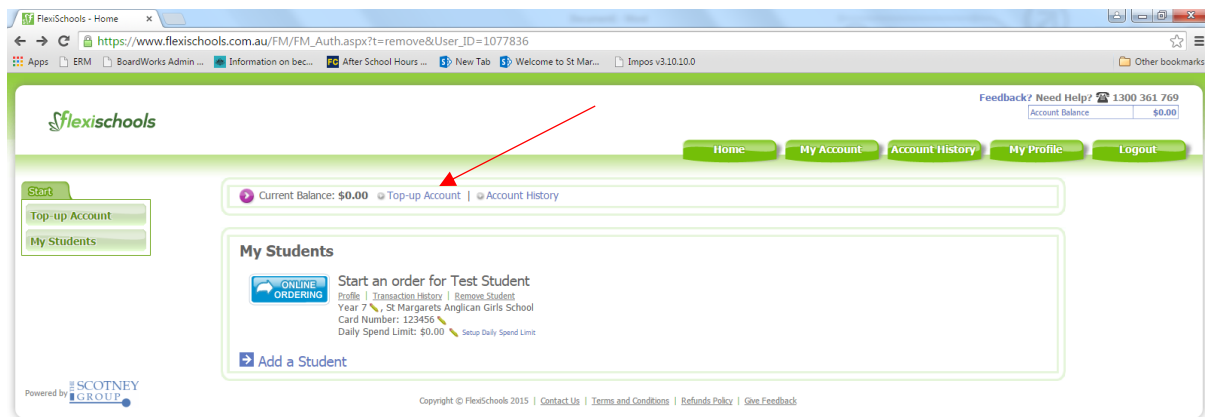 FlexiSchools - Home
https://www.flexischools.com.au/FM/FM_Auth.aspx?t=remove&User_ID=1077836
Apps ERM BoardWorks Admin ... Information on bec... After School Hours ... New Tab Welcome to St Mar... Impos v3.10.10.0 Other bookmarks
flexischools
Feedback? Need Help? ☎ 1300 361 769
Account Balance $0.00
Home My Account Account History My Profile Logout
Start
Top-up Account
My Students
Current Balance: $0.00 Top-up Account | Account History
My Students
ONLINE ORDERING
Start an order for Test Student
Profile | Transaction History | Remove Student
Year 7 , St Margarets Anglican Girls School
Card Number: 123456
Daily Spend Limit: $0.00 Setup Daily Spend Limit
Add a Student
Powered by THE SCOTNEY GROUP
Copyright © FlexiSchools 2015 | Contact Us | Terms and Conditions | Refunds Policy | Give Feedback